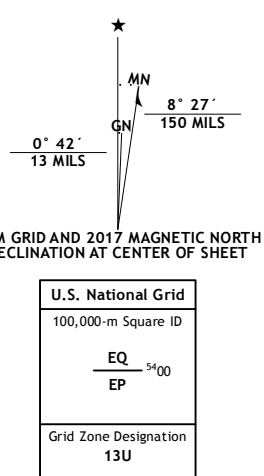 MN
8° 27´
150 MILS
GN
0° 42´
13 MILS
GRID AND 2017 MAGNETIC NORTH
AT CENTER OF SHEET
U.S. National Grid
100,000-m Square ID
EQ
5400
EP
Grid Zone Designation
13U